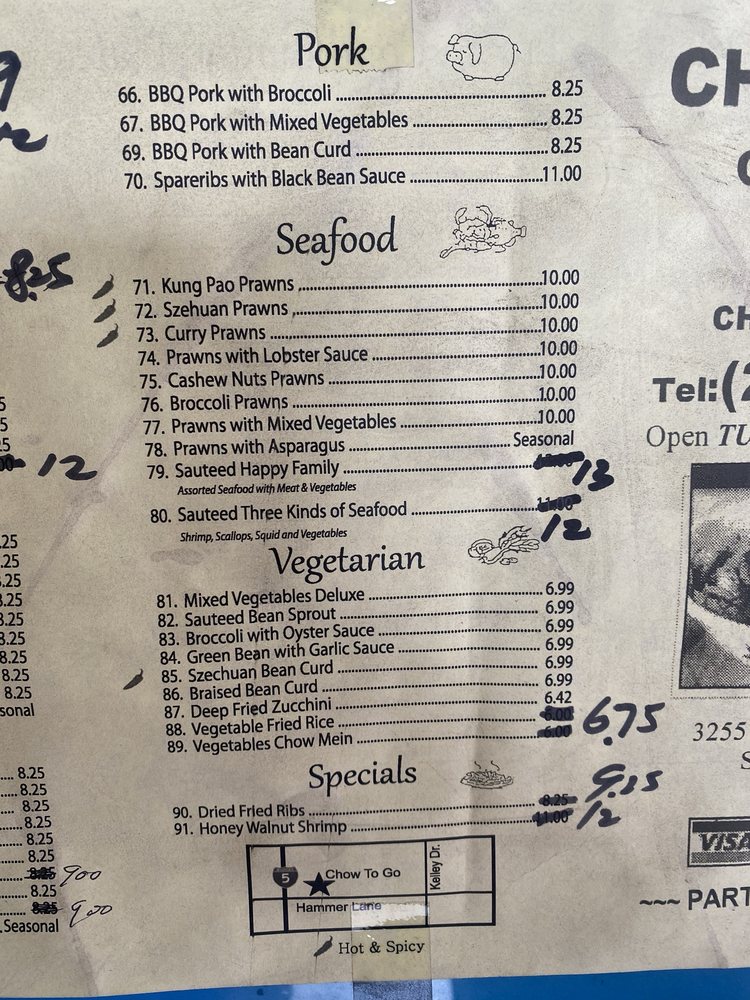 Pork
66. BBQ Pork with Broccoli ........ 8.25
67. BBQ Pork with Mixed Vegetables ........ 8.25
69. BBQ Pork with Bean Curd ........ 8.25
70. Spareribs with Black Bean Sauce ........ 11.00
Seafood
71. Kung Pao Prawns ........ 10.00
72. Szehuan Prawns ........ 10.00
73. Curry Prawns ........ 10.00
74. Prawns with Lobster Sauce ........ 10.00
75. Cashew Nuts Prawns ........ 10.00
76. Broccoli Prawns ........ 10.00
77. Prawns with Mixed Vegetables ........ 10.00
78. Prawns with Asparagus ........ Seasonal
79. Sauteed Happy Family ........ 13
Assorted Seafood with Meat & Vegetables
80. Sauteed Three Kinds of Seafood ........ 11.00 12
Shrimp, Scallops, Squid and Vegetables
Vegetarian
81. Mixed Vegetables Deluxe ........ 6.99
82. Sauteed Bean Sprout ........ 6.99
83. Broccoli with Oyster Sauce ........ 6.99
84. Green Bean with Garlic Sauce ........ 6.99
85. Szechuan Bean Curd ........ 6.99
86. Braised Bean Curd ........ 6.99
87. Deep Fried Zucchini ........ 6.42
88. Vegetable Fried Rice ........ 6.00 6.75
89. Vegetables Chow Mein ........ 6.00
Specials
90. Dried Fried Ribs ........ 8.25
91. Honey Walnut Shrimp ........ 11.00 12
5
Chow To Go
Kelley Dr.
Hammer Lane
Hot & Spicy
8.25
12
.25
.25
.25
8.25
8.25
8.25
8.25
8.25
8.25
sonal
8.25
8.25
8.25
8.25
8.25
8.25
8.25 900
8.25
8.25 9.00
Seasonal
CH
CH
Tel:(2
Open TU
3255
S
VISA
~~~ PART